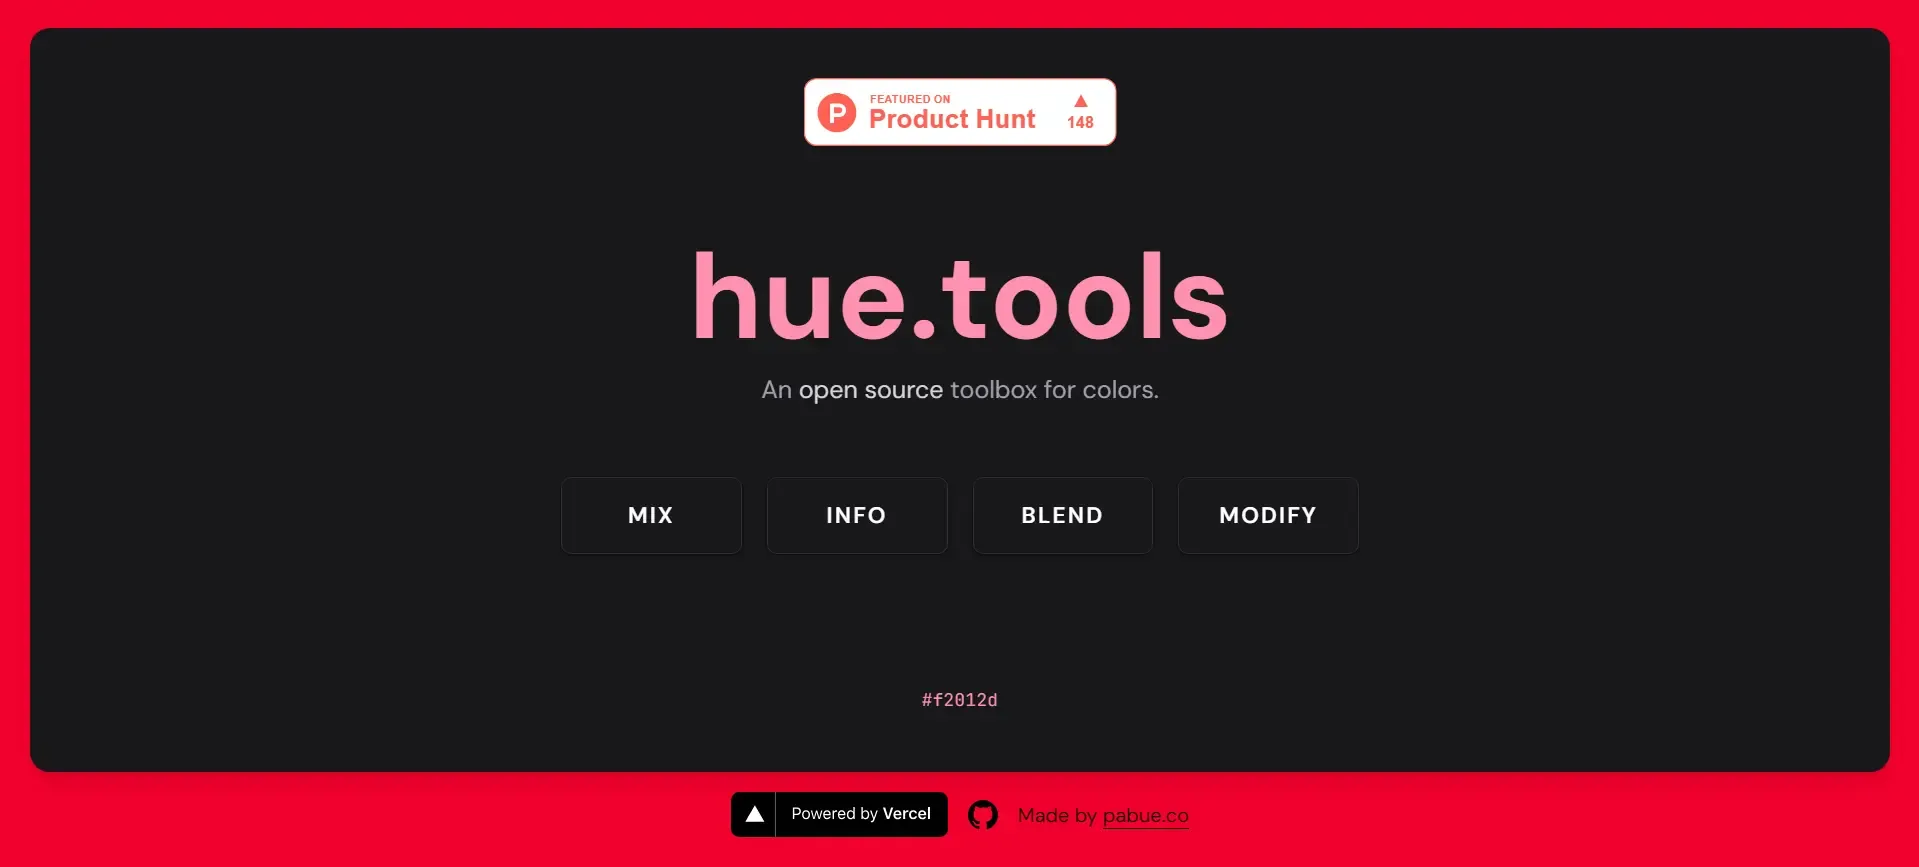 P FEATURED ON
Product Hunt
148
hue.tools
An open source toolbox for colors.
MIX INFO BLEND MODIFY
#f2012d
Powered by Vercel Made by pabue.co